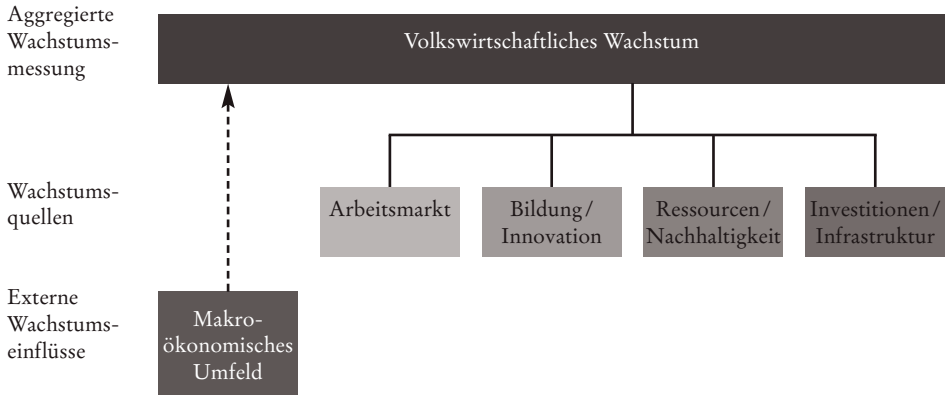 Aggregierte
Wachstums-
messung
Volkswirtschaftliches Wachstum
Wachstums-
quellen
Arbeitsmarkt
Bildung /
Innovation
Ressourcen /
Nachhaltigkeit
Investitionen /
Infrastruktur
Externe
Wachstums-
einflüsse
Makro-
ökonomisches
Umfeld